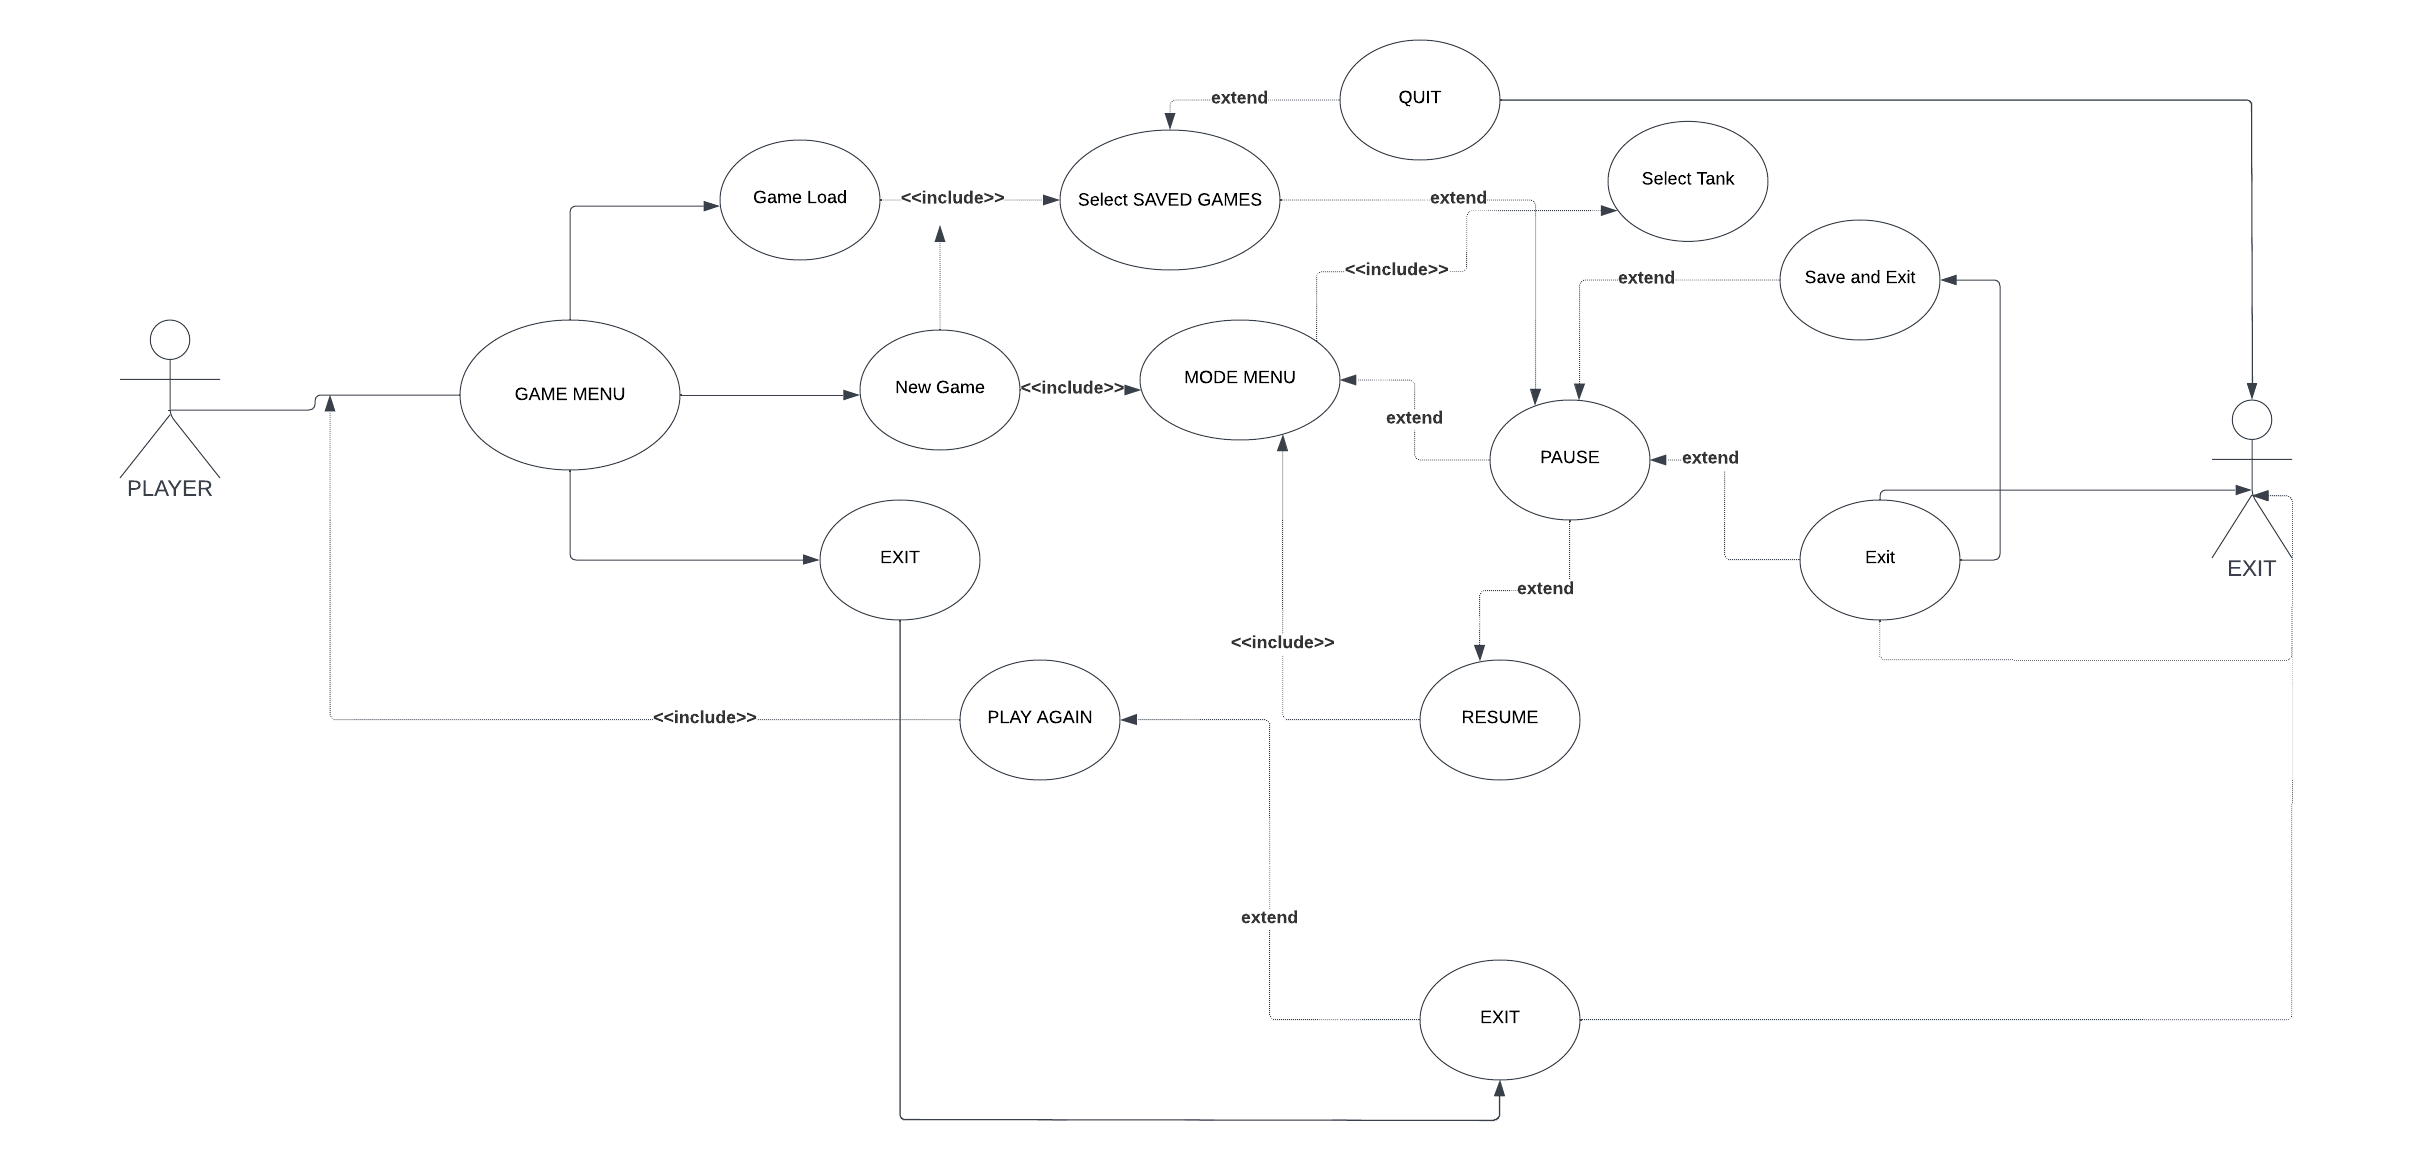 QUIT
extend
Select Tank
Game Load
<<include>>
Select SAVED GAMES
extend
<<include>>
extend
Save and Exit
GAME MENU
New Game
<<include>>
MODE MENU
extend
PAUSE
extend
PLAYER
EXIT
Exit
EXIT
extend
<<include>>
<<include>>
PLAY AGAIN
RESUME
extend
EXIT